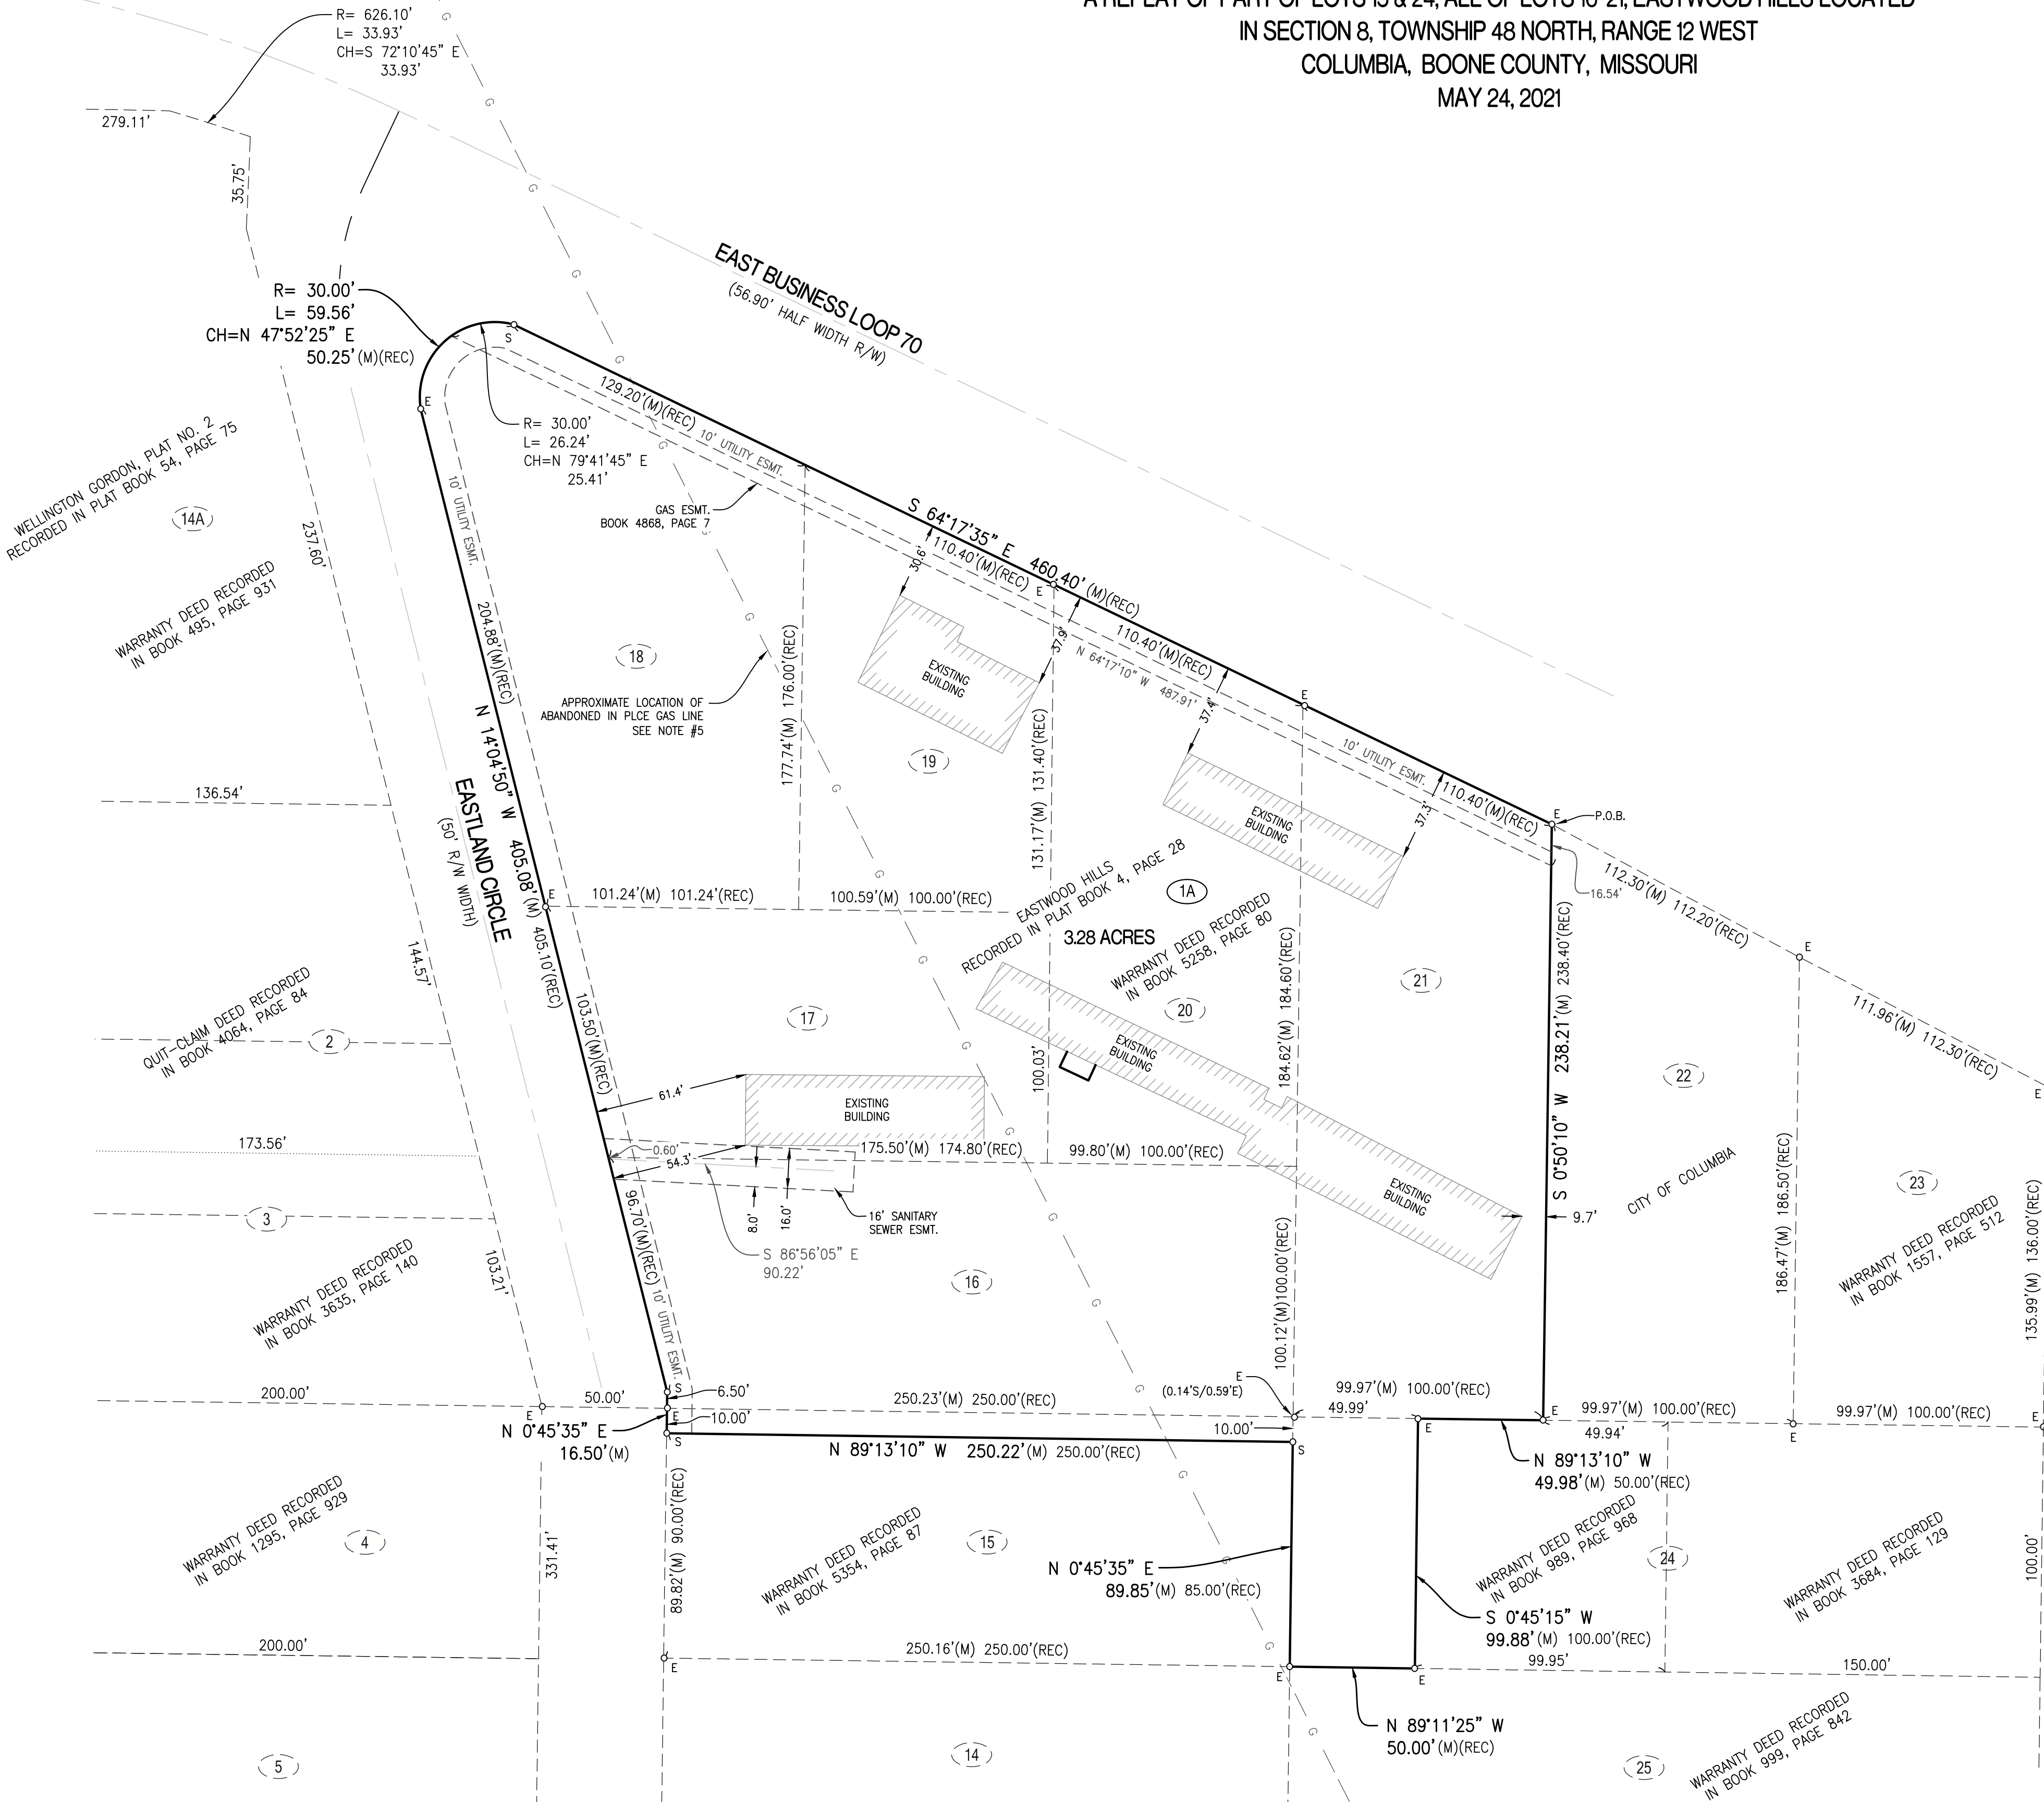 A REPLAT OF PART OF LOTS 15 & 24, ALL OF LOTS 16-21, EASTWOOD HILLS LOCATED
IN SECTION 8, TOWNSHIP 48 NORTH, RANGE 12 WEST
COLUMBIA, BOONE COUNTY, MISSOURI
MAY 24, 2021
R= 626.10'
L= 33.93'
CH=S 72°10'45" E
33.93'
279.11'
35.75'
G
EAST BUSINESS LOOP 70
(56.90' HALF WIDTH R/W)
R= 30.00'
L= 59.56'
CH=N 47°52'25" E
50.25'(M)(REC)
S
E
129.20'(M)(REC)
10' UTILITY ESMT.
R= 30.00'
L= 26.24'
CH=N 79°41'45" E
25.41'
GAS ESMT.
BOOK 4868, PAGE 7
S 64°17'35" E 460.40' (M)(REC)
110.40'(M)(REC)
E
110.40'(M)(REC)
E
N 64°17'10" W 487.91'
10' UTILITY ESMT.
110.40'(M)(REC)
E
P.O.B.
16.54'
30.6'
37.9'
37.4'
37.3'
WELLINGTON GORDON, PLAT NO. 2
RECORDED IN PLAT BOOK 54, PAGE 75
14A
237.60'
WARRANTY DEED RECORDED
IN BOOK 495, PAGE 931
10' UTILITY ESMT.
204.88'(M)(REC)
18
APPROXIMATE LOCATION OF
ABANDONED IN PLCE GAS LINE
SEE NOTE #5
177.74'(M) 176.00'(REC)
EXISTING
BUILDING
19
131.17'(M) 131.40'(REC)
EXISTING
BUILDING
N 14°04'50" W 405.08'(M) 405.10'(REC)
EASTLAND CIRCLE
(50' R/W WIDTH)
136.54'
144.57'
E
101.24'(M) 101.24'(REC)
100.59'(M) 100.00'(REC)
EASTWOOD HILLS
RECORDED IN PLAT BOOK 4, PAGE 28
1A
3.28 ACRES
WARRANTY DEED RECORDED
IN BOOK 5258, PAGE 80
20
184.62'(M) 184.60'(REC)
21
S 0°50'10" W 238.21'(M) 238.40'(REC)
112.30'(M) 112.20'(REC)
E
111.96'(M) 112.30'(REC)
E
22
CITY OF COLUMBIA
186.47'(M) 186.50'(REC)
23
WARRANTY DEED RECORDED
IN BOOK 1557, PAGE 512
135.99'(M) 136.00'(REC)
QUIT-CLAIM DEED RECORDED
IN BOOK 4064, PAGE 84
2
103.50'(M)(REC)
17
100.03'
EXISTING
BUILDING
61.4'
EXISTING
BUILDING
0.60'
54.3'
175.50'(M) 174.80'(REC)
99.80'(M) 100.00'(REC)
EXISTING
BUILDING
9.7'
173.56'
3
96.70'(M)(REC)
8.0'
16.0'
16' SANITARY
SEWER ESMT.
S 86°56'05" E
90.22'
16
WARRANTY DEED RECORDED
IN BOOK 3635, PAGE 140
103.21'
10' UTILITY ESMT.
100.12'(M)100.00'(REC)
200.00'
E
50.00'
S
6.50'
E
10.00'
S
N 0°45'35" E
16.50'(M)
250.23'(M) 250.00'(REC)
E
(0.14'S/0.59'E)
99.97'(M) 100.00'(REC)
49.99'
10.00'
N 89°13'10" W 250.22'(M) 250.00'(REC)
S
E
E
99.97'(M) 100.00'(REC)
49.94'
E
99.97'(M) 100.00'(REC)
E
N 89°13'10" W
49.98'(M) 50.00'(REC)
WARRANTY DEED RECORDED
IN BOOK 1295, PAGE 929
4
331.41'
89.82'(M) 90.00'(REC)
WARRANTY DEED RECORDED
IN BOOK 5354, PAGE 87
15
N 0°45'35" E
89.85'(M) 85.00'(REC)
WARRANTY DEED RECORDED
IN BOOK 989, PAGE 968
24
S 0°45'15" W
99.88'(M) 100.00'(REC)
WARRANTY DEED RECORDED
IN BOOK 3684, PAGE 129
100.00'
200.00'
E
250.16'(M) 250.00'(REC)
E
E
99.95'
150.00'
N 89°11'25" W
50.00'(M)(REC)
5
14
25
WARRANTY DEED RECORDED
IN BOOK 999, PAGE 842